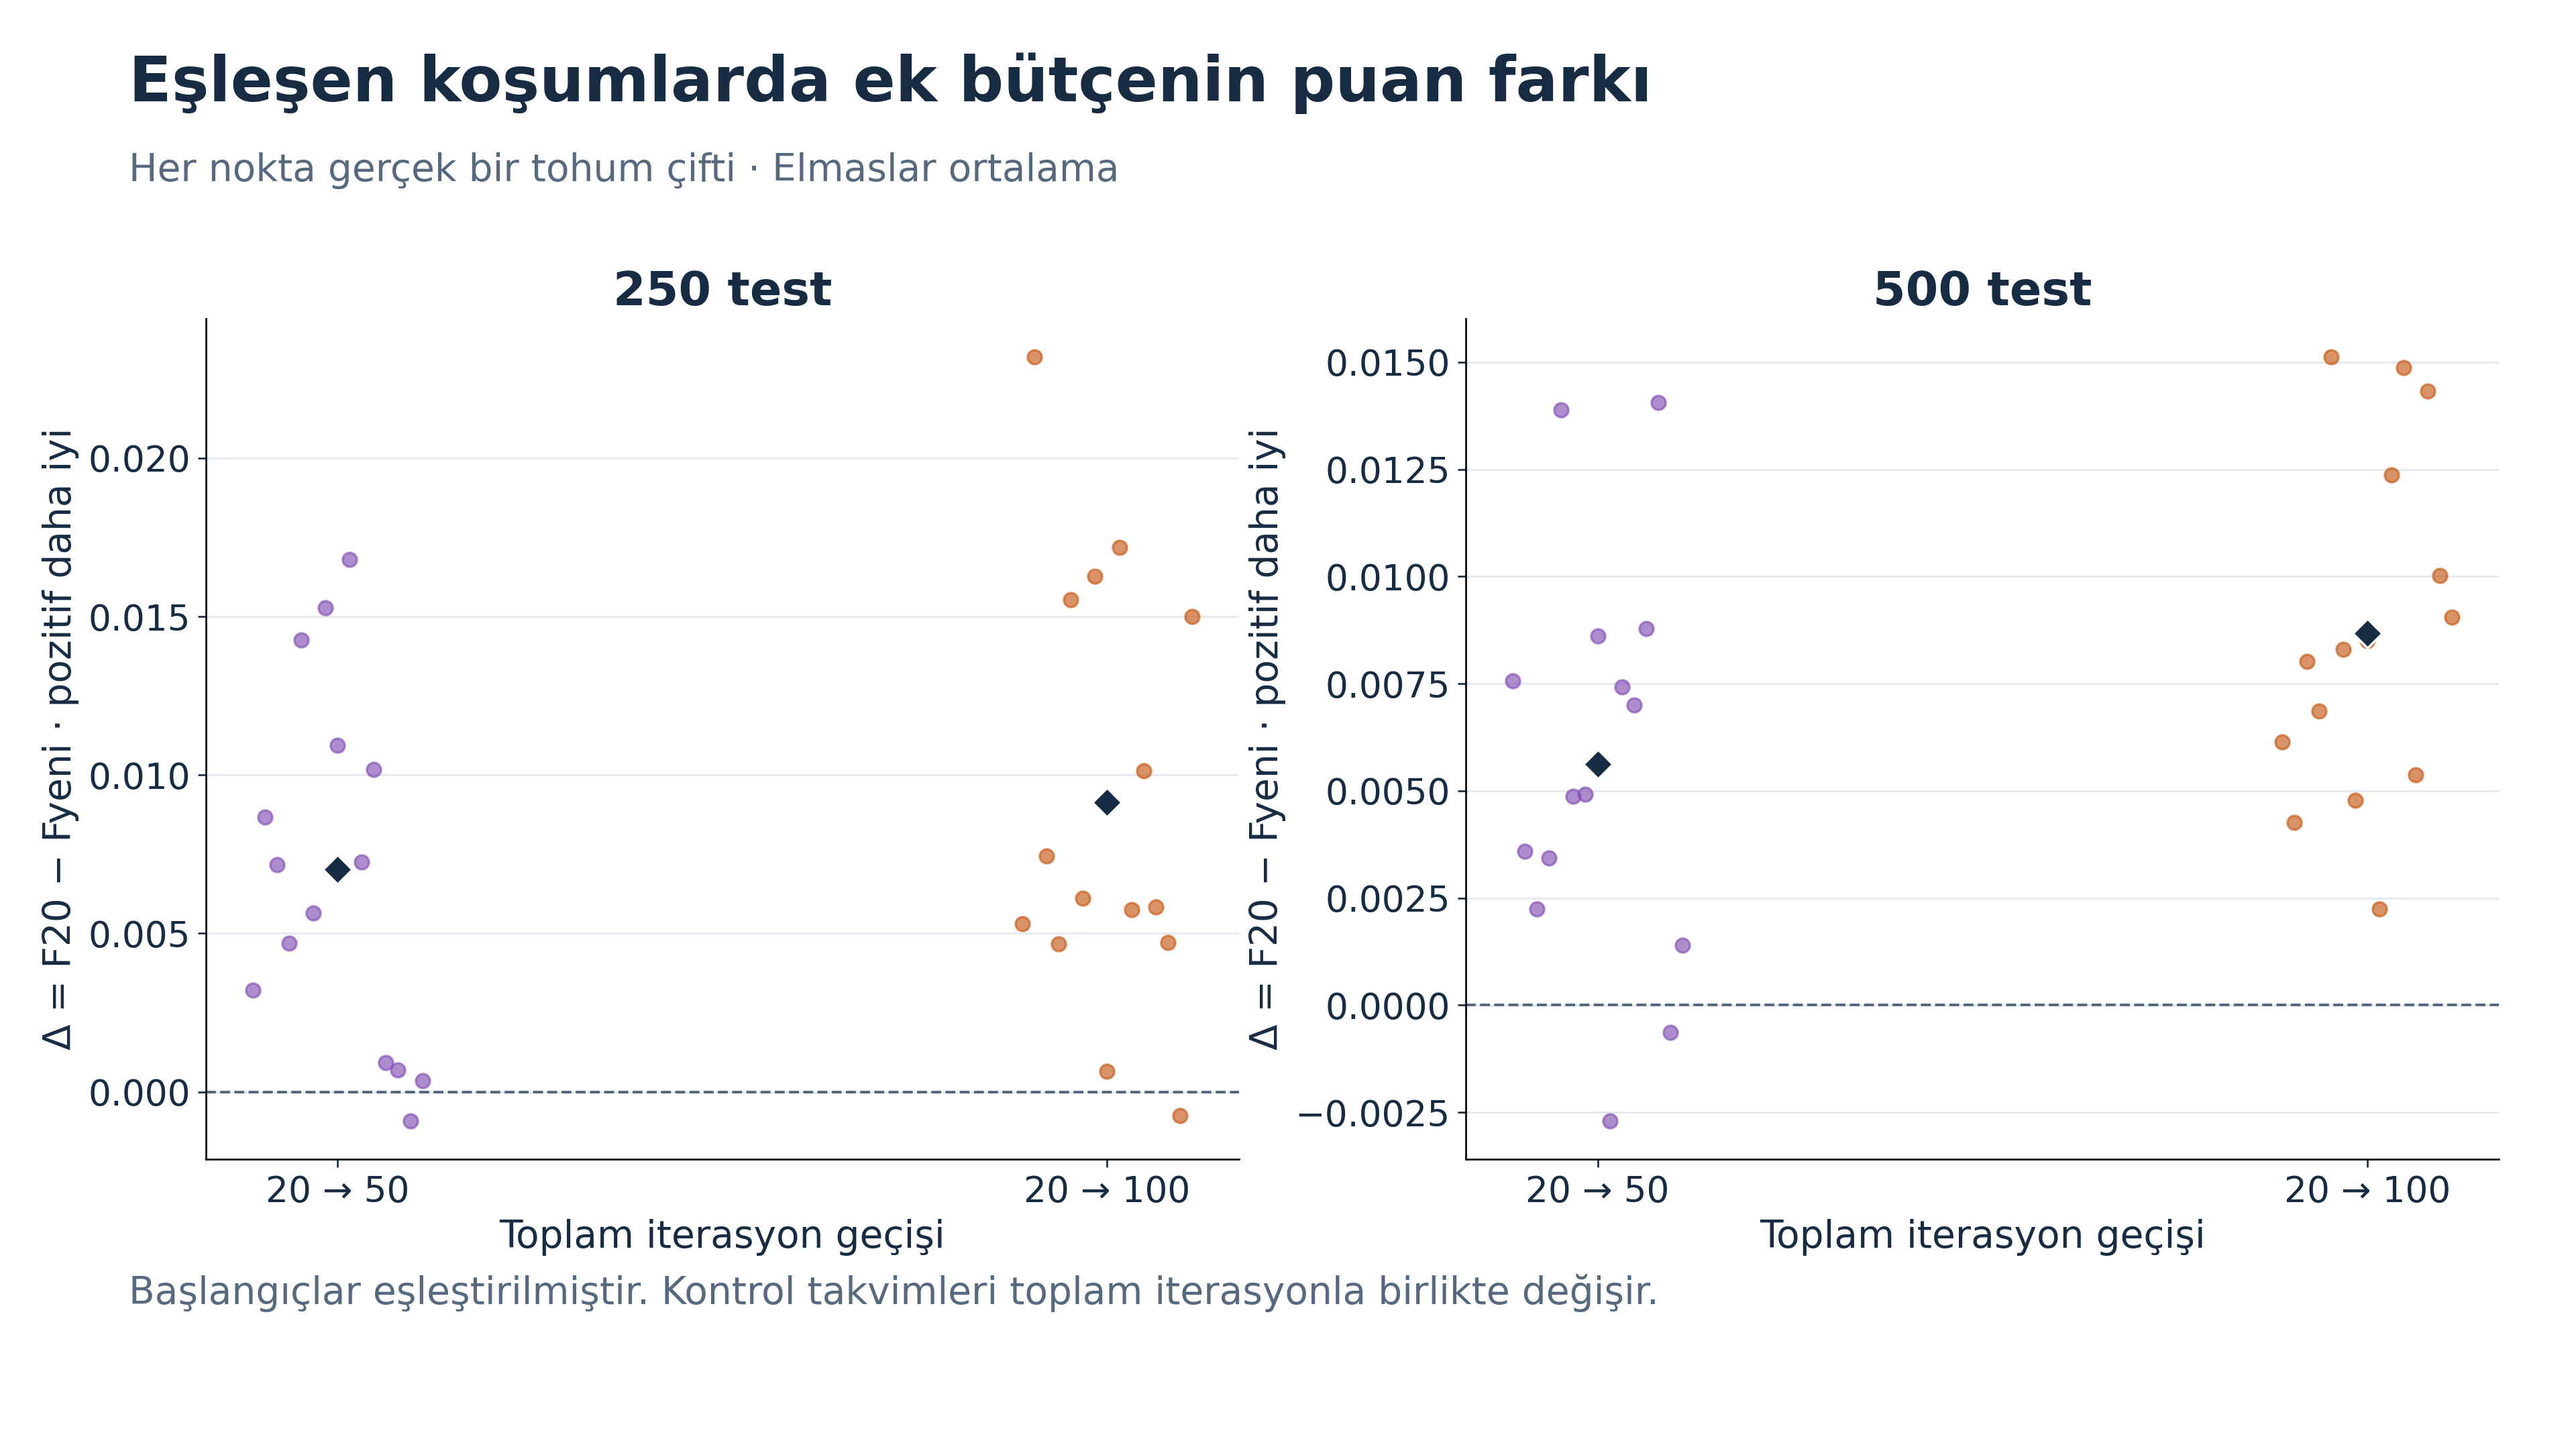 Eşleşen koşumlarda ek bütçenin puan farkı
Her nokta gerçek bir tohum çifti · Elmaslar ortalama
250 test
Δ = F20 − Fyeni · pozitif daha iyi
0.020
0.015
0.010
0.005
0.000
20 → 50
20 → 100
Toplam iterasyon geçişi
500 test
Δ = F20 − Fyeni · pozitif daha iyi
0.0150
0.0125
0.0100
0.0075
0.0050
0.0025
0.0000
−0.0025
20 → 50
20 → 100
Toplam iterasyon geçişi
Başlangıçlar eşleştirilmiştir. Kontrol takvimleri toplam iterasyonla birlikte değişir.